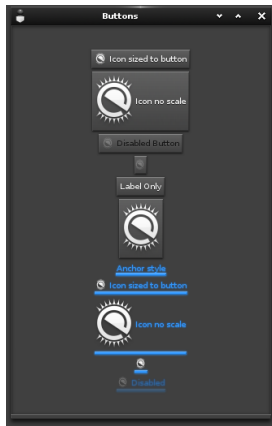 Buttons
Icon sized to button
Icon no scale
Disabled Button
Label Only
Anchor style
Icon sized to button
Icon no scale
Disabled